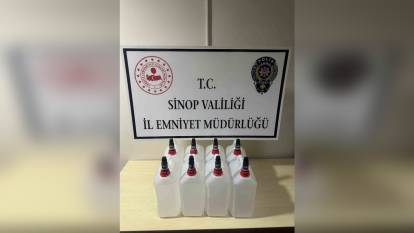 T.C.
SİNOP VALİLİĞİ
İL EMNİYET MÜDÜRLÜĞÜ